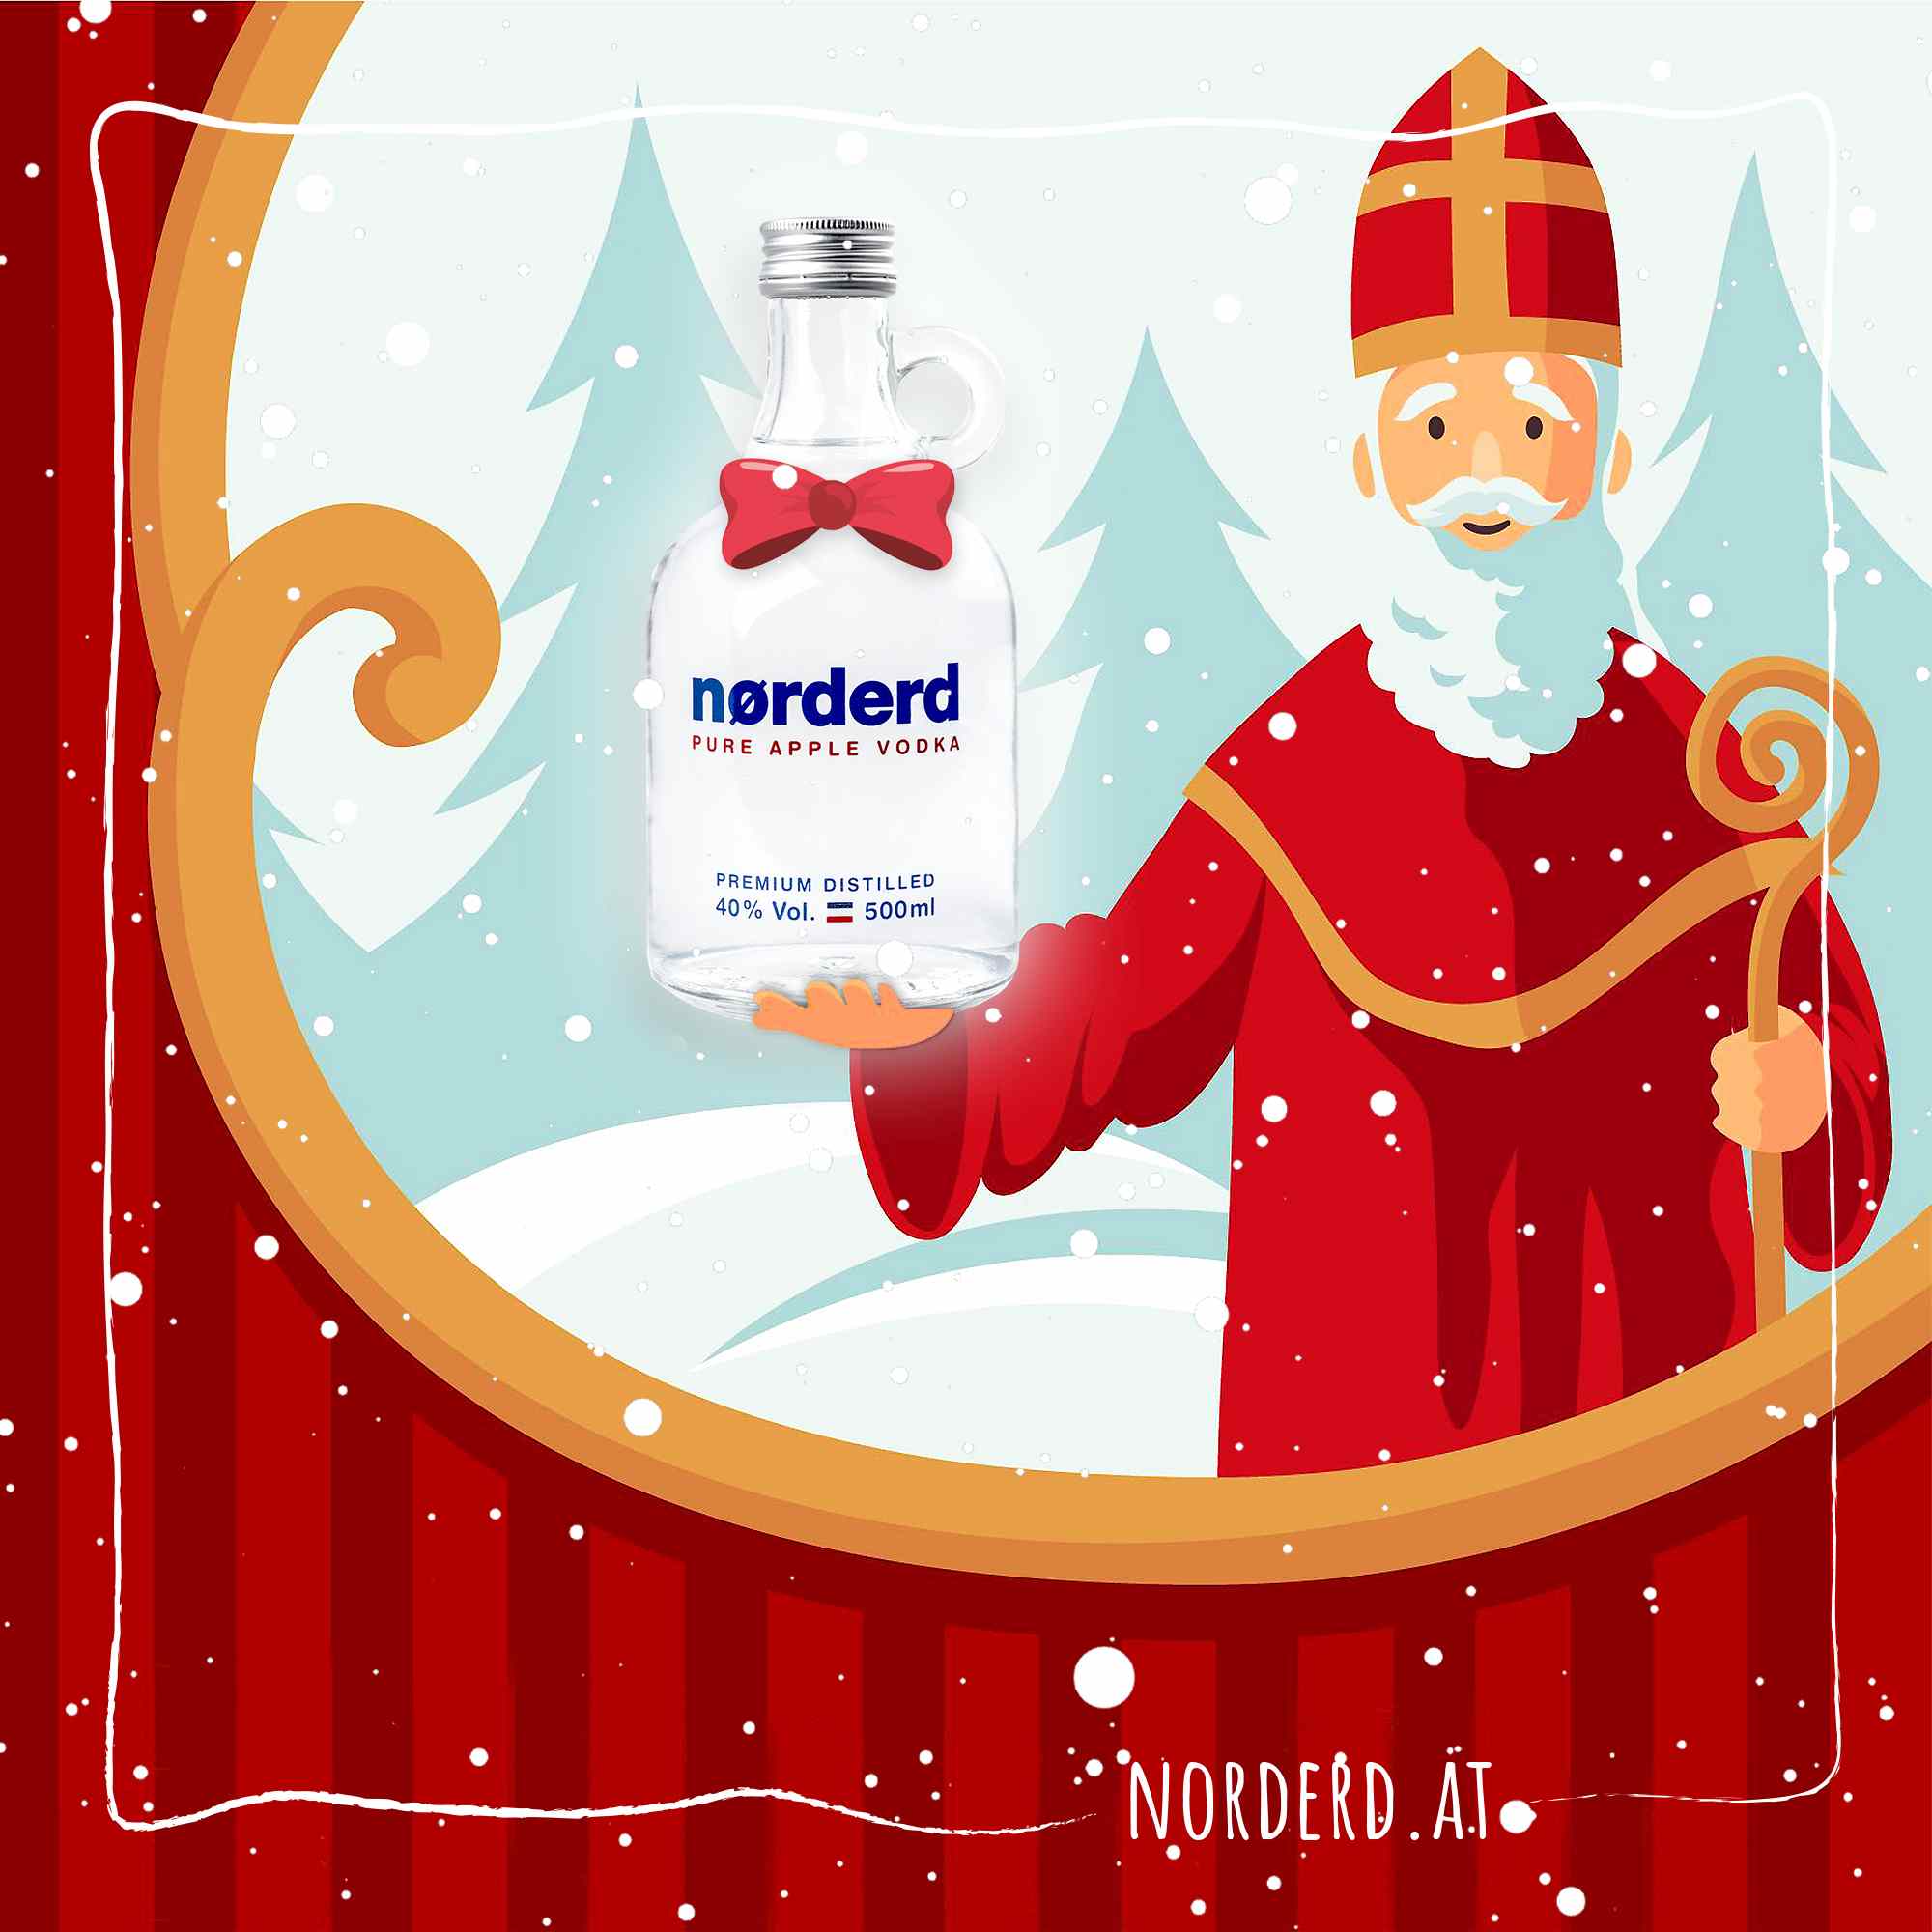 nørderd
PURE APPLE VODKA
PREMIUM DISTILLED
40% Vol. 500ml
NORDERD.AT